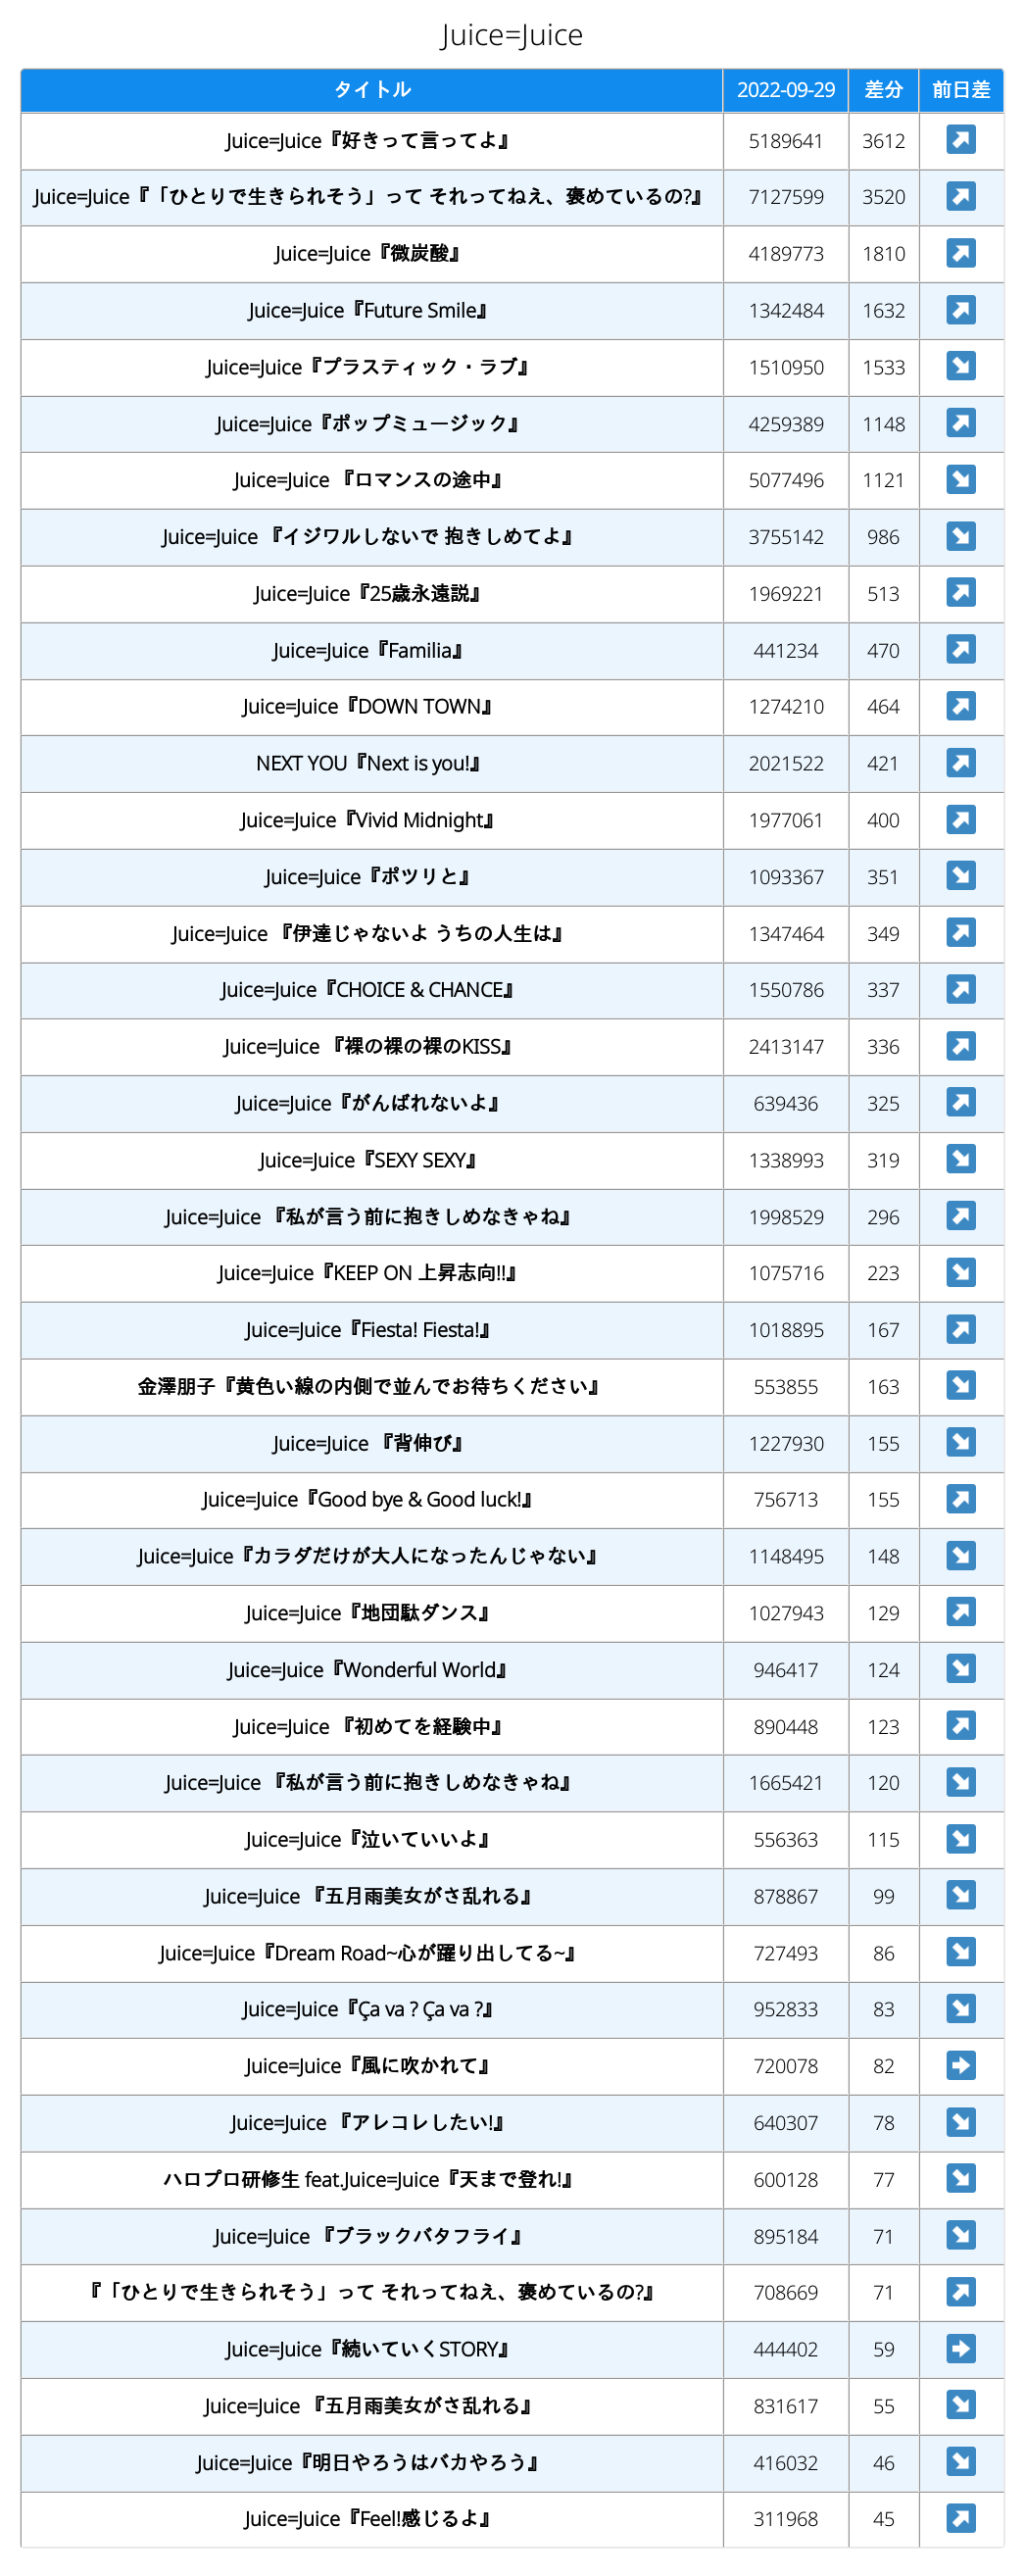 Juice=Juice
タイトル 2022-09-29 差分 前日差
Juice=Juice『好きって言ってよ』 5189641 3612 ↗
Juice=Juice『「ひとりで生きられそう」って それってねえ、褒めているの?』 7127599 3520 ↗
Juice=Juice『微炭酸』 4189773 1810 ↗
Juice=Juice『Future Smile』 1342484 1632 ↗
Juice=Juice『プラスティック・ラブ』 1510950 1533 ↘
Juice=Juice『ポップミュージック』 4259389 1148 ↗
Juice=Juice 『ロマンスの途中』 5077496 1121 ↘
Juice=Juice 『イジワルしないで 抱きしめてよ』 3755142 986 ↘
Juice=Juice『25歳永遠説』 1969221 513 ↗
Juice=Juice『Familia』 441234 470 ↗
Juice=Juice『DOWN TOWN』 1274210 464 ↗
NEXT YOU『Next is you!』 2021522 421 ↗
Juice=Juice『Vivid Midnight』 1977061 400 ↗
Juice=Juice『ポツリと』 1093367 351 ↘
Juice=Juice 『伊達じゃないよ うちの人生は』 1347464 349 ↗
Juice=Juice『CHOICE & CHANCE』 1550786 337 ↗
Juice=Juice 『裸の裸の裸のKISS』 2413147 336 ↗
Juice=Juice『がんばれないよ』 639436 325 ↗
Juice=Juice『SEXY SEXY』 1338993 319 ↘
Juice=Juice 『私が言う前に抱きしめなきゃね』 1998529 296 ↗
Juice=Juice『KEEP ON 上昇志向!!』 1075716 223 ↘
Juice=Juice『Fiesta! Fiesta!』 1018895 167 ↗
金澤朋子『黄色い線の内側で並んでお待ちください』 553855 163 ↘
Juice=Juice 『背伸び』 1227930 155 ↘
Juice=Juice『Good bye & Good luck!』 756713 155 ↗
Juice=Juice『カラダだけが大人になったんじゃない』 1148495 148 ↘
Juice=Juice『地団駄ダンス』 1027943 129 ↗
Juice=Juice『Wonderful World』 946417 124 ↘
Juice=Juice 『初めてを経験中』 890448 123 ↗
Juice=Juice 『私が言う前に抱きしめなきゃね』 1665421 120 ↘
Juice=Juice『泣いていいよ』 556363 115 ↘
Juice=Juice 『五月雨美女がさ乱れる』 878867 99 ↘
Juice=Juice『Dream Road~心が躍り出してる~』 727493 86 ↘
Juice=Juice『Ça va ? Ça va ?』 952833 83 ↘
Juice=Juice『風に吹かれて』 720078 82 ➡
Juice=Juice 『アレコレしたい!』 640307 78 ↘
ハロプロ研修生 feat.Juice=Juice『天まで登れ!』 600128 77 ↘
Juice=Juice 『ブラックバタフライ』 895184 71 ↘
『「ひとりで生きられそう」って それってねえ、褒めているの?』 708669 71 ↗
Juice=Juice『続いていくSTORY』 444402 59 ➡
Juice=Juice 『五月雨美女がさ乱れる』 831617 55 ↘
Juice=Juice『明日やろうはバカやろう』 416032 46 ↘
Juice=Juice『Feel!感じるよ』 311968 45 ↗